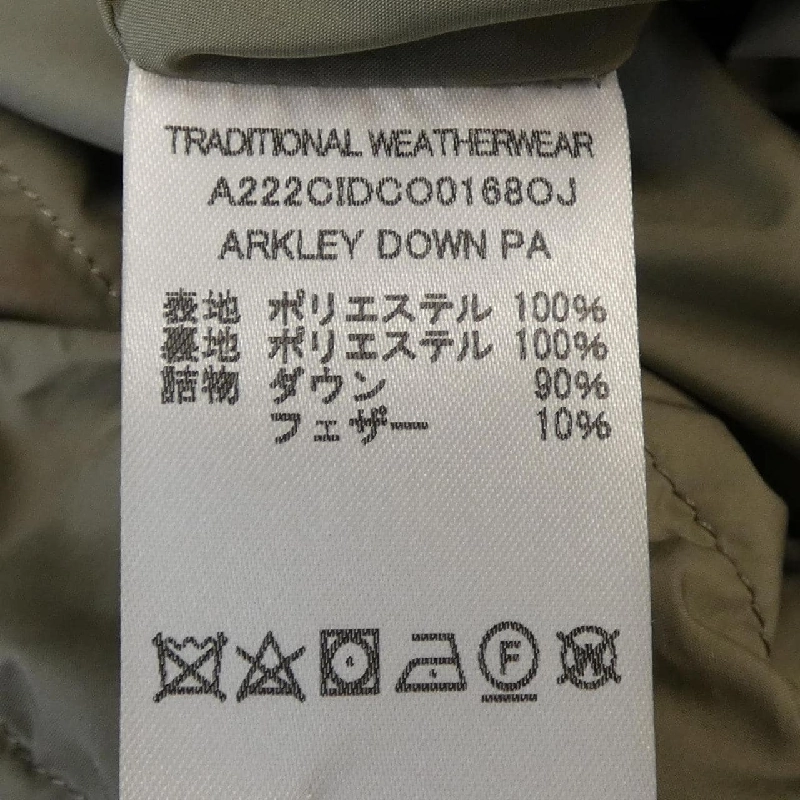 TRADITIONAL WEATHERWEAR
A222CIDCO0168OJ
ARKLEY DOWN PA
表地 ポリエステル 100%
裏地 ポリエステル 100%
詰物 ダウン 90%
フェザー 10%
F
W